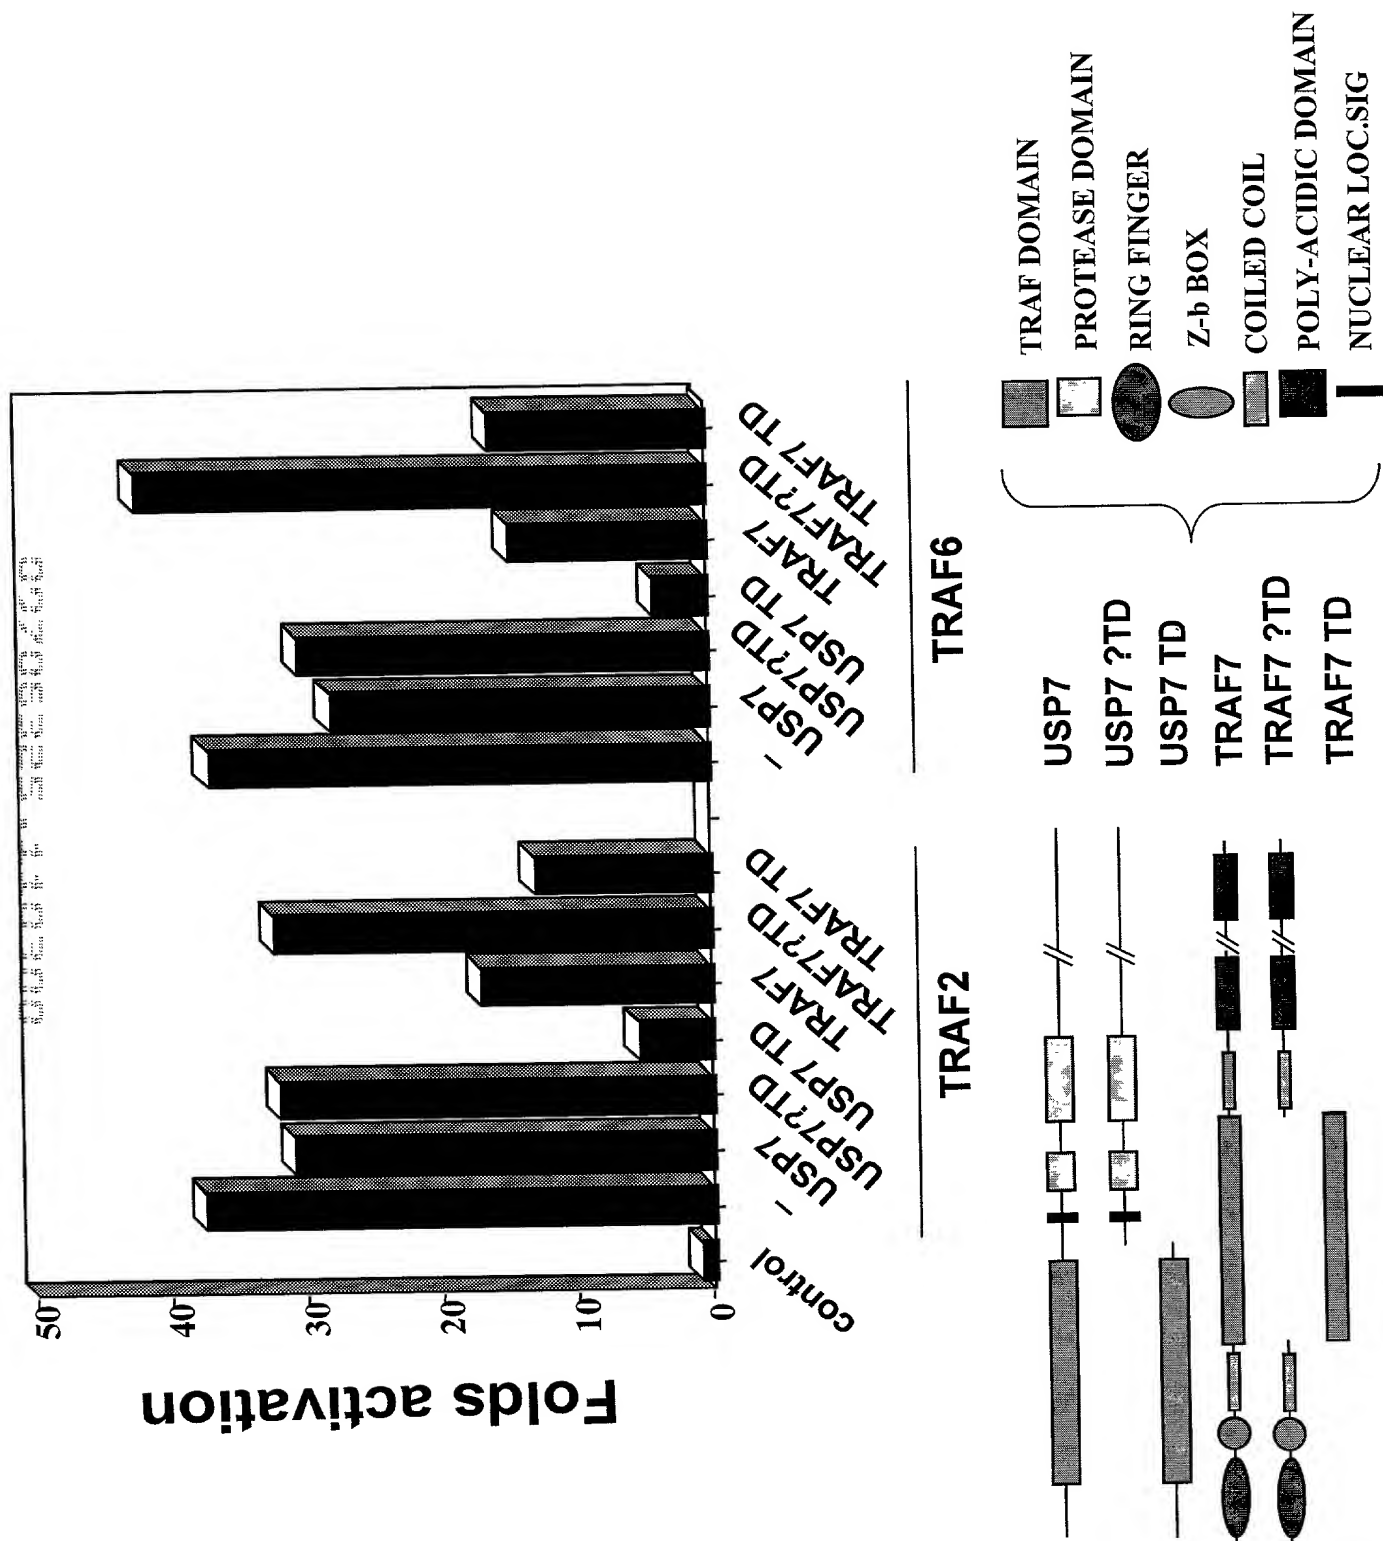 Folds activation
50
40
30
20
10
0
control
–
USP7
USP7?TD
USP7 TD
TRAF7
TRAF7?TD
TRAF7 TD
TRAF2
–
USP7
USP7?TD
USP7 TD
TRAF7
TRAF7?TD
TRAF7 TD
TRAF6
USP7
USP7 ?TD
USP7 TD
TRAF7
TRAF7 ?TD
TRAF7 TD
TRAF DOMAIN
PROTEASE DOMAIN
RING FINGER
Z-b BOX
COILED COIL
POLY-ACIDIC DOMAIN
NUCLEAR LOC.SIG